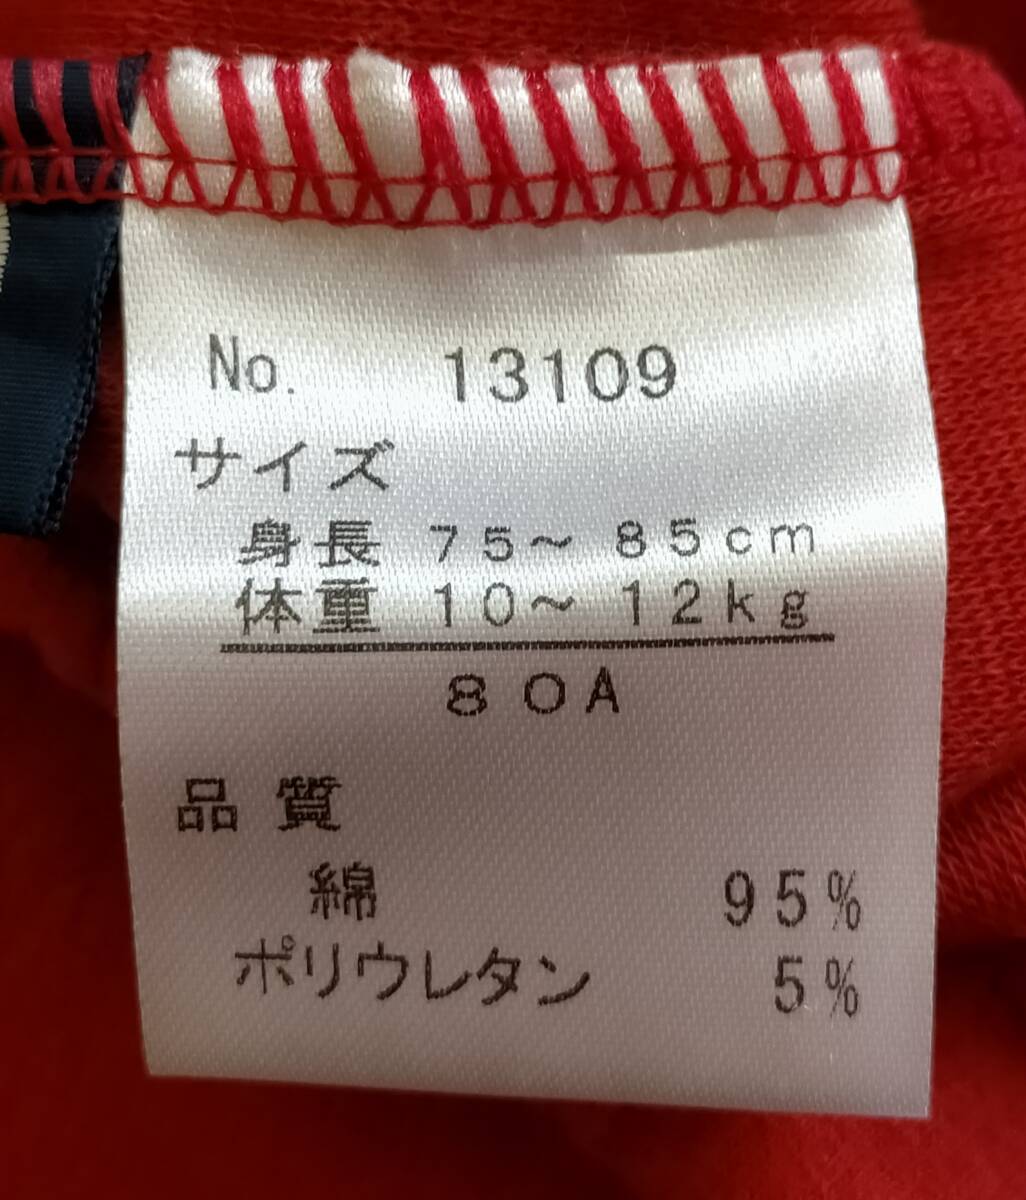 No. 13109
サイズ
身長 75~ 85cm
体重 10~ 12kg
80A
品質
綿 95%
ポリウレタン 5%